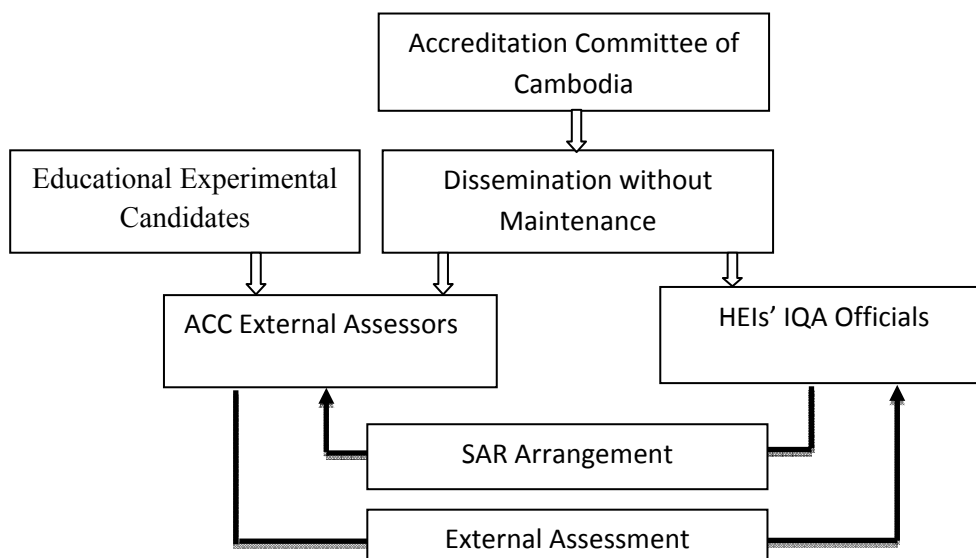 Accreditation Committee of
Cambodia
Educational Experimental
Candidates
Dissemination without
Maintenance
ACC External Assessors
HEIs’ IQA Officials
SAR Arrangement
External Assessment